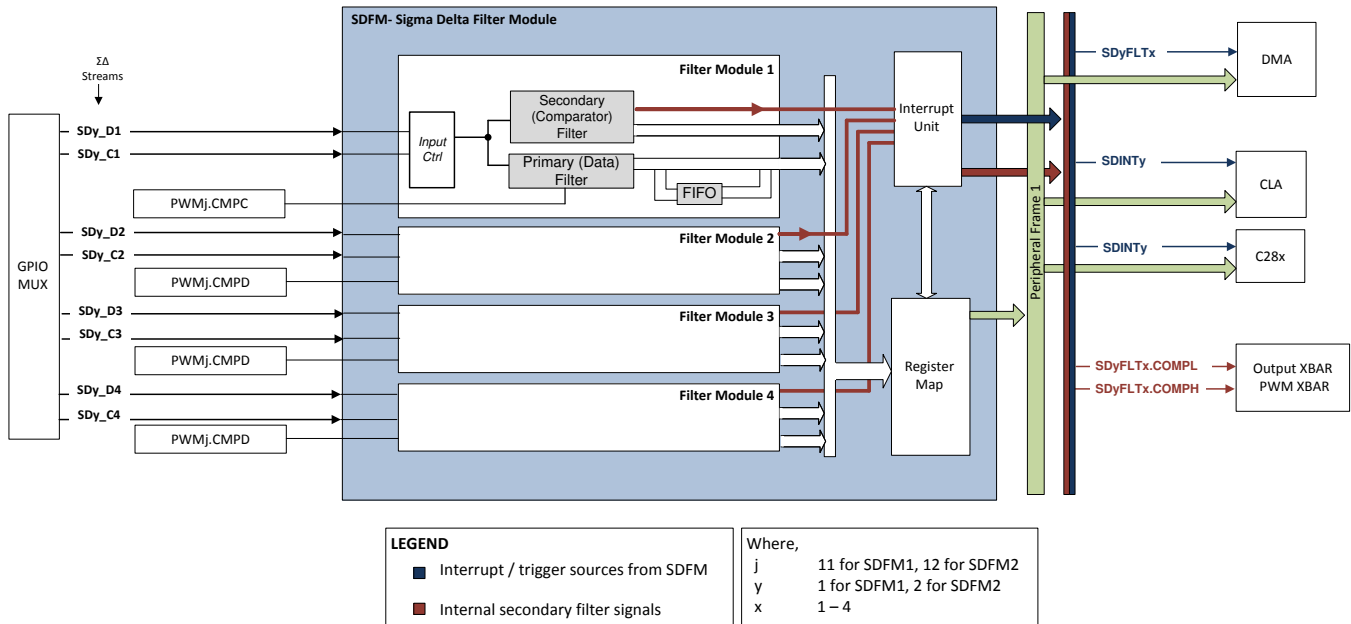 SDFM- Sigma Delta Filter Module
ΣΔ
Streams
GPIO
MUX
SDy_D1
SDy_C1
PWMj.CMPC
SDy_D2
SDy_C2
PWMj.CMPD
SDy_D3
SDy_C3
PWMj.CMPD
SDy_D4
SDy_C4
PWMj.CMPD
Filter Module 1
Input
Ctrl
Secondary
(Comparator)
Filter
Primary (Data)
Filter
FIFO
Filter Module 2
Filter Module 3
Filter Module 4
Interrupt
Unit
Register
Map
Peripheral Frame 1
SDyFLTx
DMA
SDINTy
CLA
SDINTy
C28x
SDyFLTx.COMPL
SDyFLTx.COMPH
Output XBAR
PWM XBAR
LEGEND
Interrupt / trigger sources from SDFM
Internal secondary filter signals
Where,
j 11 for SDFM1, 12 for SDFM2
y 1 for SDFM1, 2 for SDFM2
x 1 – 4